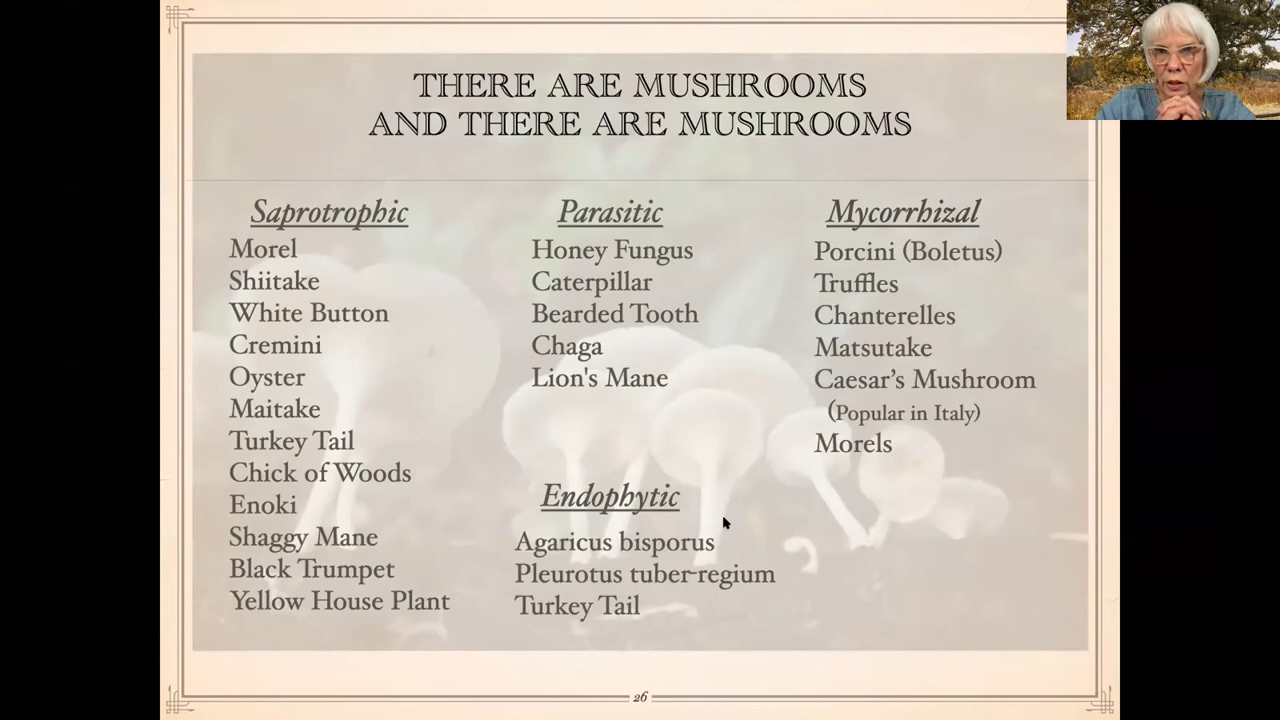 THERE ARE MUSHROOMS
AND THERE ARE MUSHROOMS
Saprotrophic
Morel
Shiitake
White Button
Cremini
Oyster
Maitake
Turkey Tail
Chick of Woods
Enoki
Shaggy Mane
Black Trumpet
Yellow House Plant
Parasitic
Honey Fungus
Caterpillar
Bearded Tooth
Chaga
Lion's Mane
Endophytic
Agaricus bisporus
Pleurotus tuber-regium
Turkey Tail
Mycorrhizal
Porcini (Boletus)
Truffles
Chanterelles
Matsutake
Caesar’s Mushroom
(Popular in Italy)
Morels
26